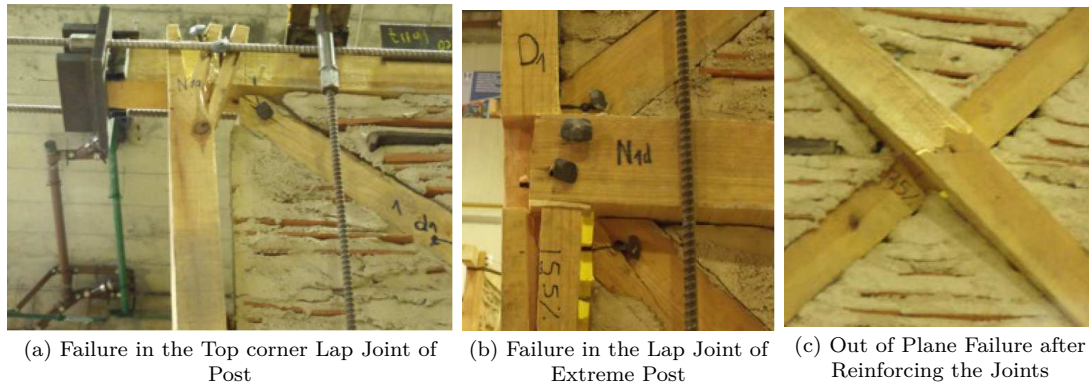 D1
N1d
1
d1
155/
155/
(a) Failure in the Top corner Lap Joint of
Post
(b) Failure in the Lap Joint of
Extreme Post
(c) Out of Plane Failure after
Reinforcing the Joints